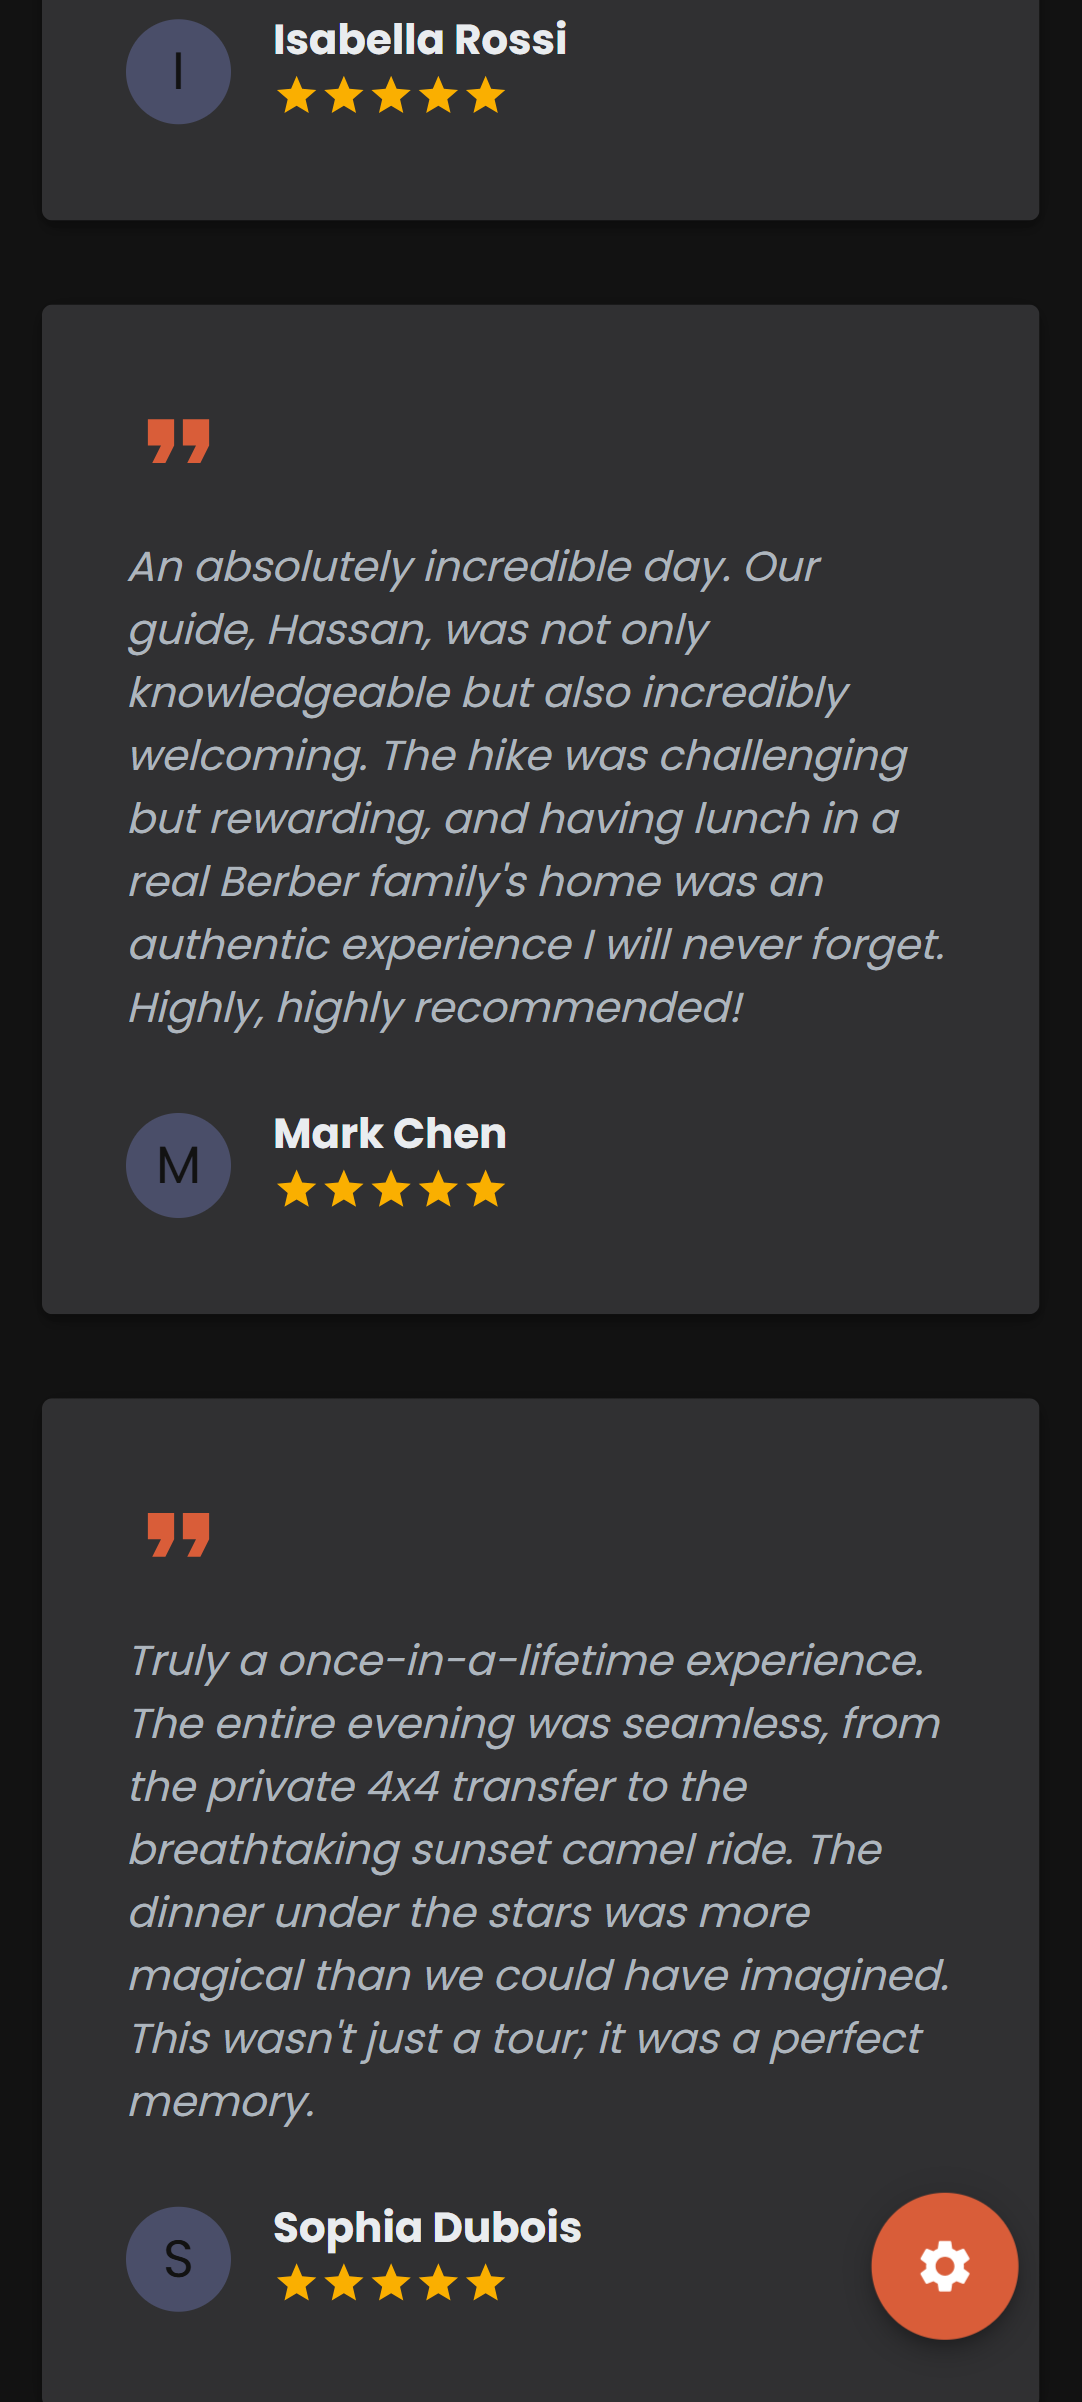 I
Isabella Rossi
An absolutely incredible day. Our
guide, Hassan, was not only
knowledgeable but also incredibly
welcoming. The hike was challenging
but rewarding, and having lunch in a
real Berber family's home was an
authentic experience I will never forget.
Highly, highly recommended!
M
Mark Chen
Truly a once-in-a-lifetime experience.
The entire evening was seamless, from
the private 4x4 transfer to the
breathtaking sunset camel ride. The
dinner under the stars was more
magical than we could have imagined.
This wasn't just a tour; it was a perfect
memory.
S
Sophia Dubois